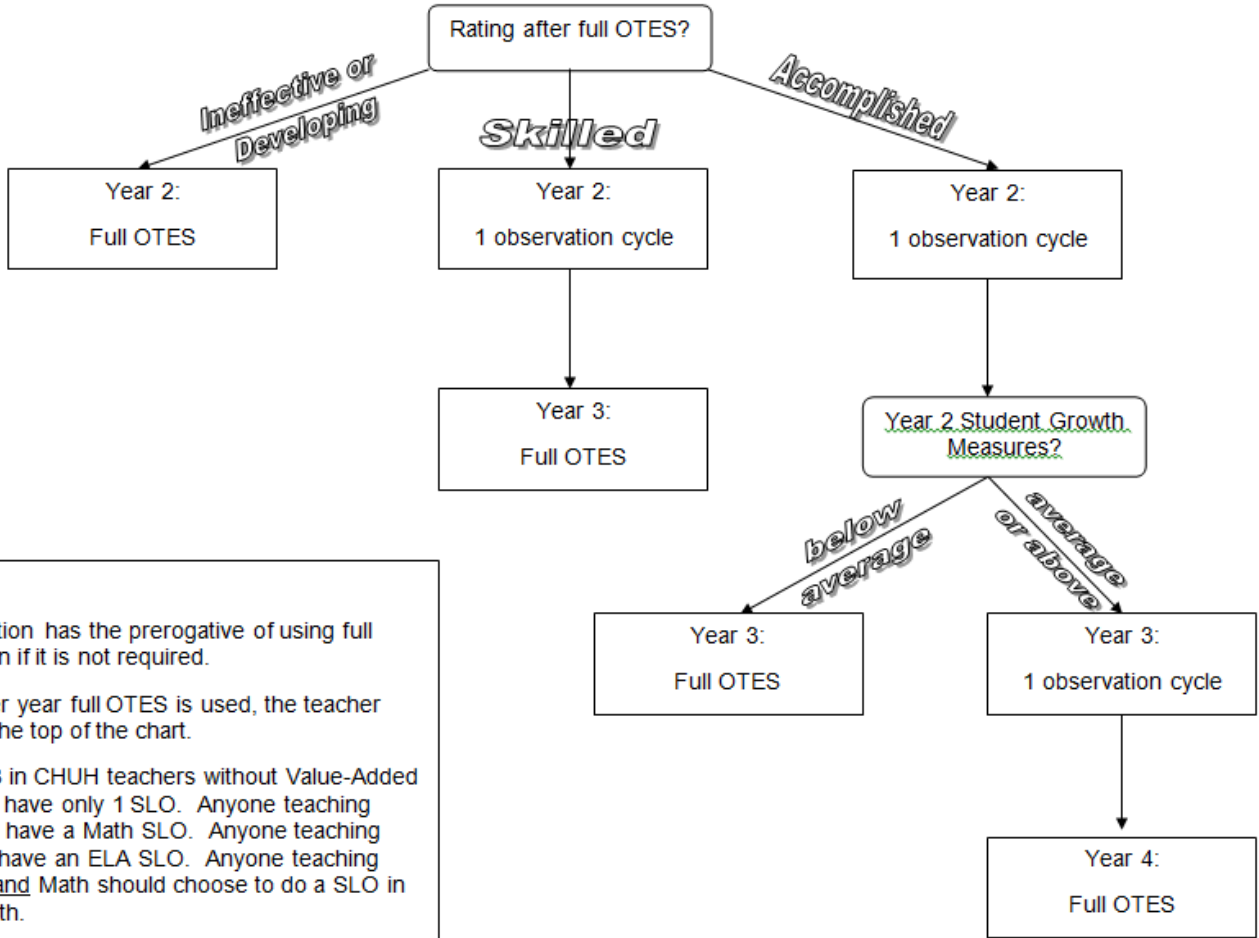 Rating after full OTES?
Ineffective or
Developing
Skilled
Accomplished
Year 2:
Full OTES
Year 2:
1 observation cycle
Year 2:
1 observation cycle
Year 3:
Full OTES
Year 2 Student Growth
Measures?
below
average
average
or above
Year 3:
Full OTES
Year 3:
1 observation cycle
Year 4:
Full OTES
has the prerogative of using full
if it is not required.
year full OTES is used, the teacher
the top of the chart.
in CHUH teachers without Value-Added
have only 1 SLO. Anyone teaching
have a Math SLO. Anyone teaching
have an ELA SLO. Anyone teaching
and Math should choose to do a SLO in